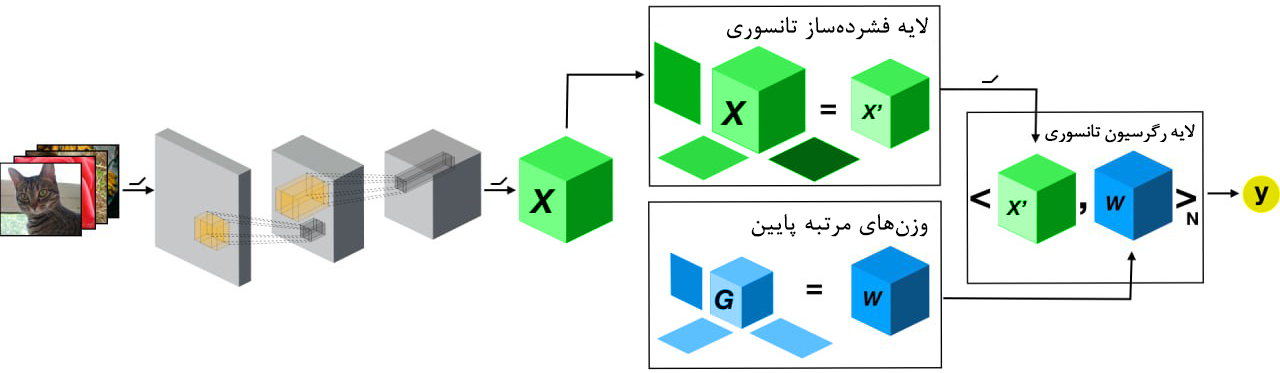 لایه فشرده‌ساز تانسوری
X = X’
X
لایه رگرسیون تانسوری
< X’ , W > N
y
وزن‌های مرتبه پایین
G = W